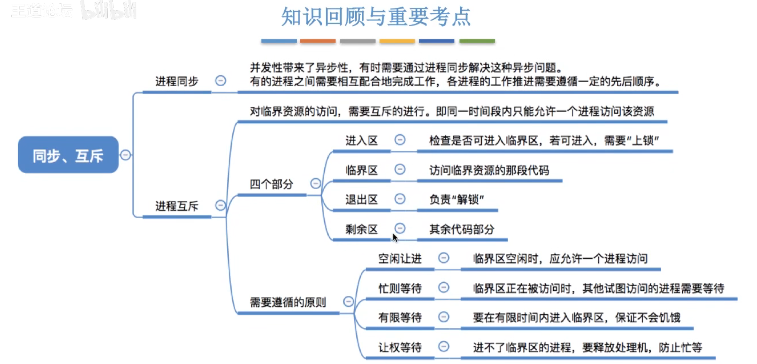 知识回顾与重要考点
bilibili
并发性带来了异步性，有时需要通过进程同步解决这种异步问题。
进程同步
有的进程之间需要相互配合地完成工作，各进程的工作推进需要遵循一定的先后顺序。
对临界资源的访问，需要互斥的进行。即同一时间段内只能允许一个进程访问该资源
同步、互斥
进程互斥
四个部分
进入区
检查是否可进入临界区，若可进入，需要“上锁”
临界区
访问临界资源的那段代码
退出区
负责“解锁”
剩余区
其余代码部分
需要遵循的原则
空闲让进
临界区空闲时，应允许一个进程访问
忙则等待
临界区正在被访问时，其他试图访问的进程需要等待
有限等待
要在有限时间内进入临界区，保证不会饥饿
让权等待
进不了临界区的进程，要释放处理机，防止忙等